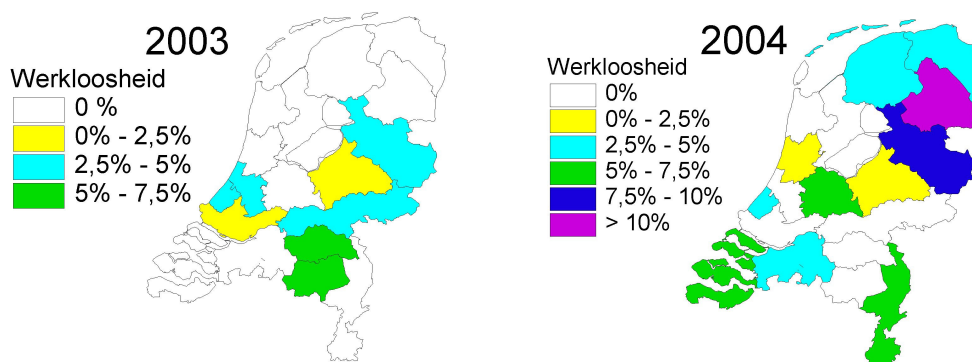 2003
Werkloosheid
0 %
0% - 2,5%
2,5% - 5%
5% - 7,5%
2004
Werkloosheid
0%
0% - 2,5%
2,5% - 5%
5% - 7,5%
7,5% - 10%
> 10%